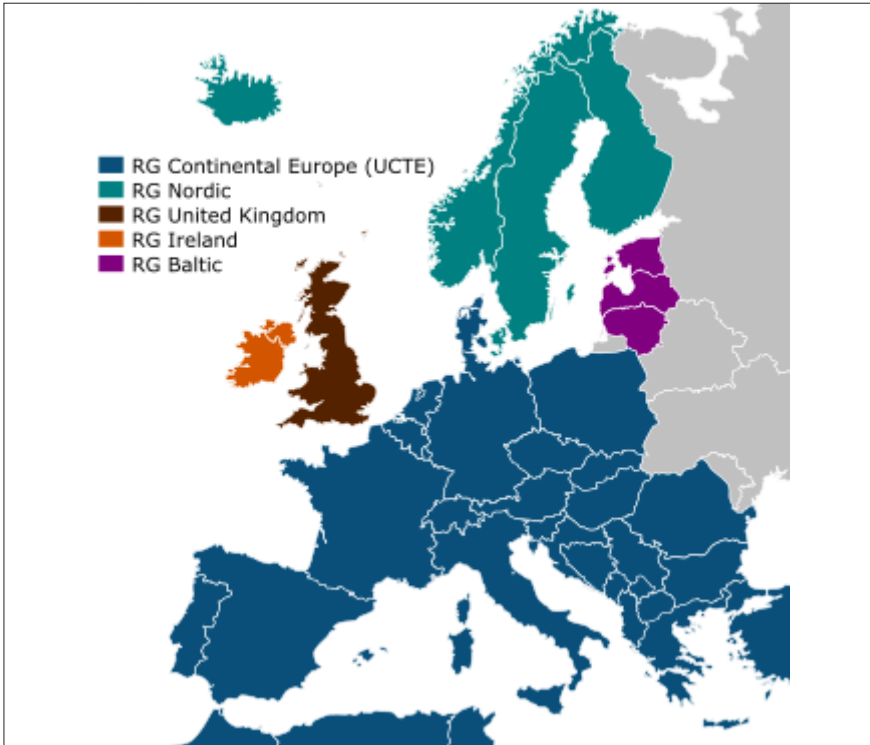 RG Continental Europe (UCTE)
RG Nordic
RG United Kingdom
RG Ireland
RG Baltic